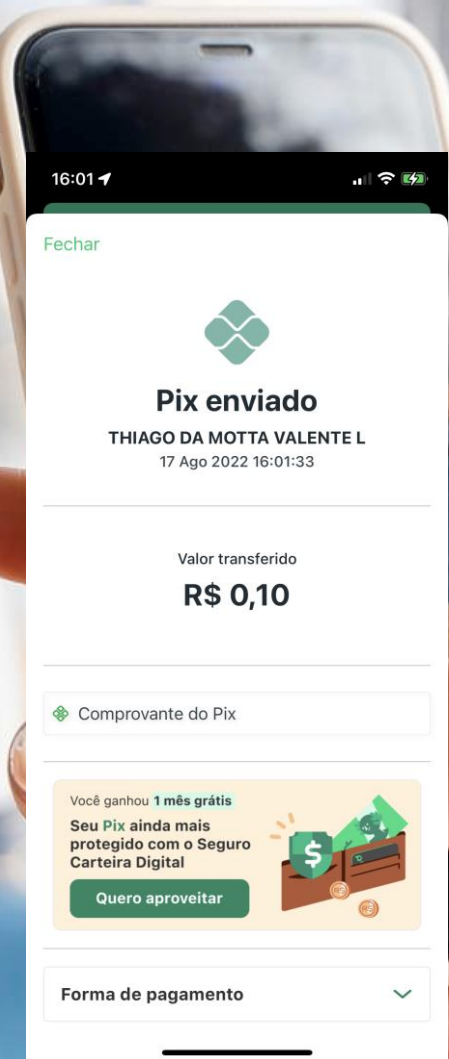 16:01
Fechar
Pix enviado
THIAGO DA MOTTA VALENTE L
17 Ago 2022 16:01:33
Valor transferido
R$ 0,10
Comprovante do Pix
Você ganhou 1 mês grátis
Seu Pix ainda mais
protegido com o Seguro
Carteira Digital
$
Quero aproveitar
Forma de pagamento